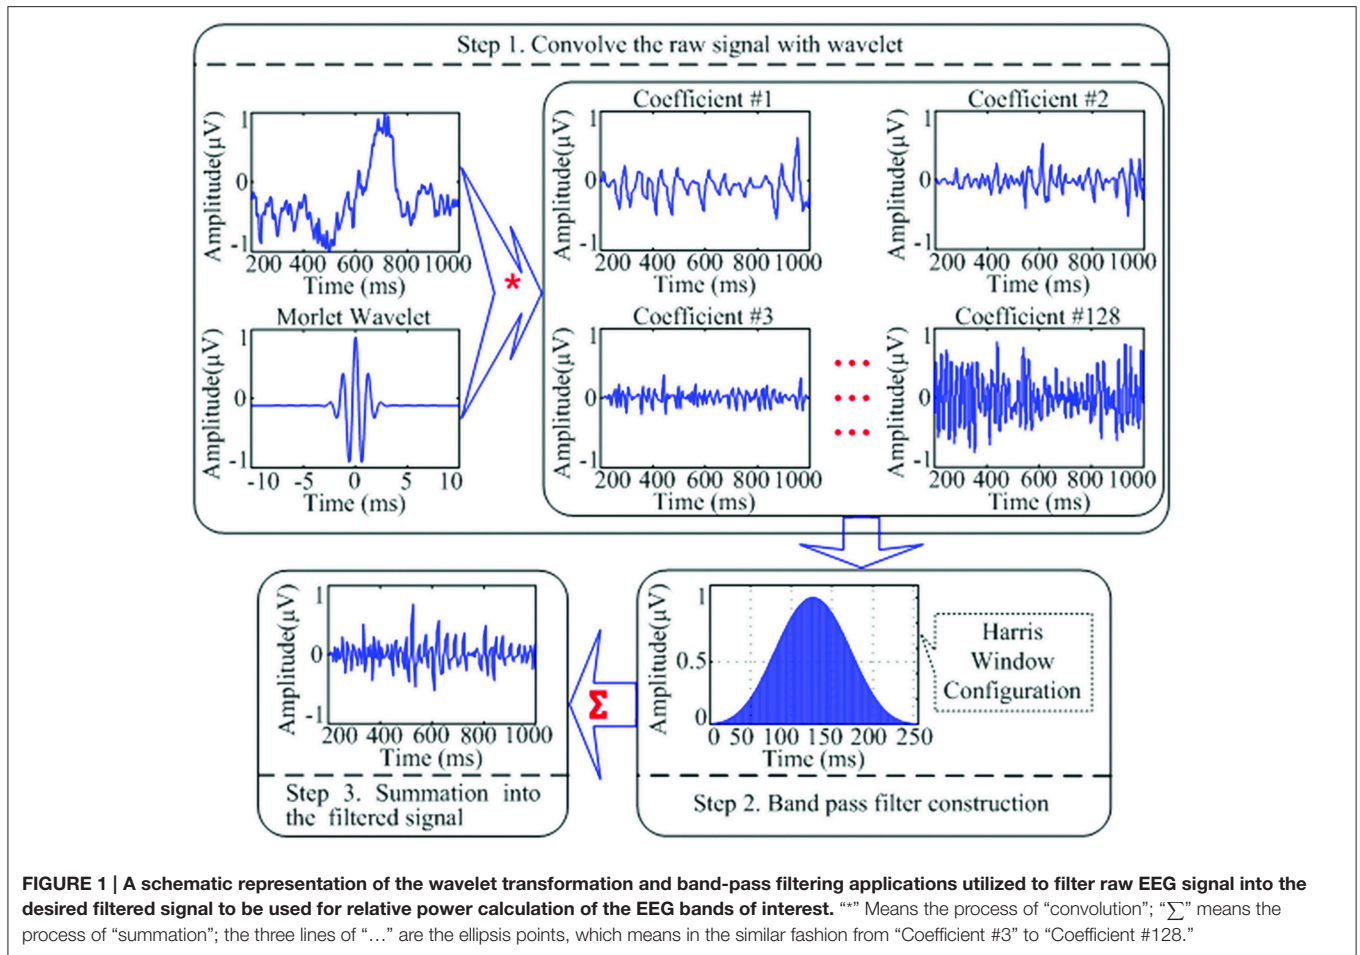 Step 1. Convolve the raw signal with wavelet
Amplitude(μV)
1
0
-1
200 400 600 800 1000
Time (ms)
Morlet Wavelet
Amplitude(μV)
1
0
-1
-10 -5 0 5 10
Time (ms)
*
Coefficient #1
Amplitude(μV)
1
0
-1
200 400 600 800 1000
Time (ms)
Coefficient #2
Amplitude(μV)
1
0
-1
200 400 600 800 1000
Time (ms)
Coefficient #3
Amplitude(μV)
1
0
-1
200 400 600 800 1000
Time (ms)
...
...
...
Coefficient #128
Amplitude(μV)
1
0
-1
200 400 600 800 1000
Time (ms)
Amplitude(μV)
1
0
-1
200 400 600 800 1000
Time (ms)
Step 3. Summation into
the filtered signal
Σ
Amplitude(μV)
1
0.5
0
0 50 100 150 200 250
Time (ms)
Harris
Window
Configuration
Step 2. Band pass filter construction
FIGURE 1 | A schematic representation of the wavelet transformation and band-pass filtering applications utilized to filter raw EEG signal into the
desired filtered signal to be used for relative power calculation of the EEG bands of interest. “*” Means the process of “convolution”; “∑” means the
process of “summation”; the three lines of “…” are the ellipsis points, which means in the similar fashion from “Coefficient #3” to “Coefficient #128.”